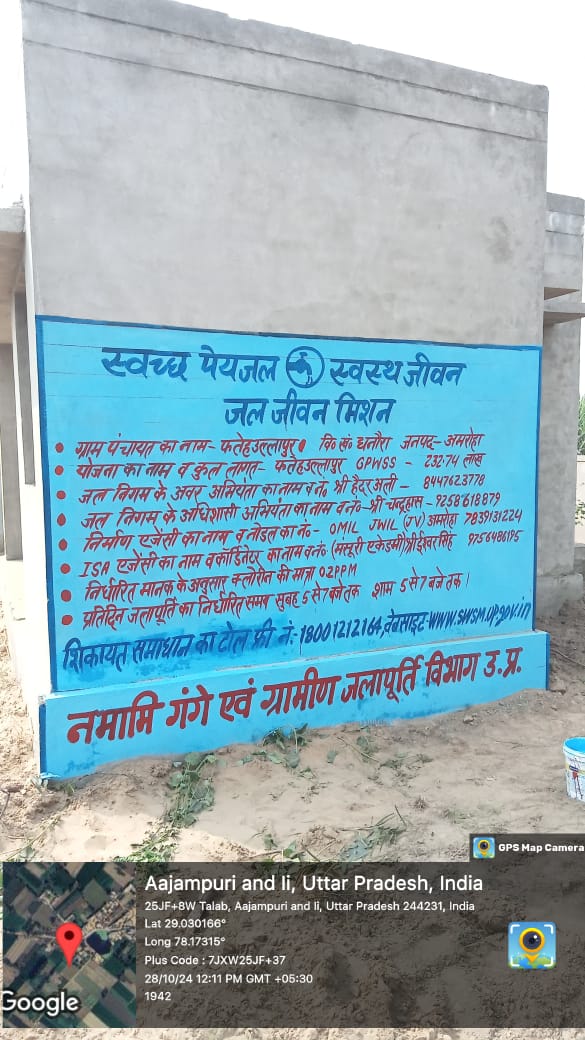 स्वच्छ पेयजल स्वस्थ जीवन
जल जीवन मिशन
• ग्राम पंचायत का नाम- फतेहउल्लापुर वि० खं० धनौरा जनपद- अमरोहा
• योजना का नाम व कुल लागत- फतेहउल्लापुर GPWSS - 232.74 लाख
• जल निगम के अवर अभियंता का नाम व नं० श्री हैदर अली - 8447623778
• जल निगम के अधिशासी अभियंता का नाम व नं०- श्री चन्द्रहास - 9258618879
• निर्माण एजेंसी का नाम व नोडल का नं०- OMIL JWIL (JV) अमरोहा 7839131224
• ISA एजेंसी का नाम व कॉर्डिनेटर का नाम व नं० (मंसूरी एकेडमी) श्री ईश्वर सिंह 9756486195
• निर्धारित मानक के अनुसार क्लोरीन की मात्रा 0.2PPM
• प्रतिदिन जलापूर्ति का निर्धारित समय सुबह 5 से 7 बजे तक शाम 5 से 7 बजे तक।
शिकायत समाधान का टोल फ्री नं.-18001212164, वेबसाइट-www.swsm.up.gov.in
नमामि गंगे एवं ग्रामीण जलापूर्ति विभाग उ.प्र.
GPS Map Camera
Aajampuri and Ii, Uttar Pradesh, India
25JF+8W Talab, Aajampuri and Ii, Uttar Pradesh 244231, India
Lat 29.030166°
Long 78.17315°
Plus Code : 7JXW25JF+37
28/10/24 12:11 PM GMT +05:30
1942
Google